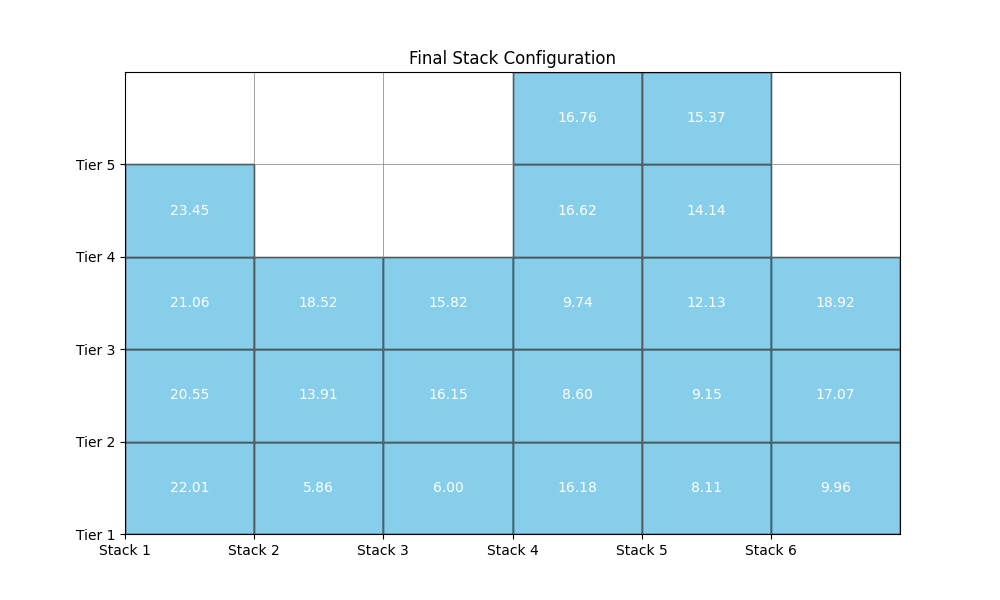 Final Stack Configuration
16.76 15.37
Tier 5
23.45 16.62 14.14
Tier 4
21.06 18.52 15.82 9.74 12.13 18.92
Tier 3
20.55 13.91 16.15 8.60 9.15 17.07
Tier 2
22.01 5.86 6.00 16.18 8.11 9.96
Tier 1
Stack 1 Stack 2 Stack 3 Stack 4 Stack 5 Stack 6